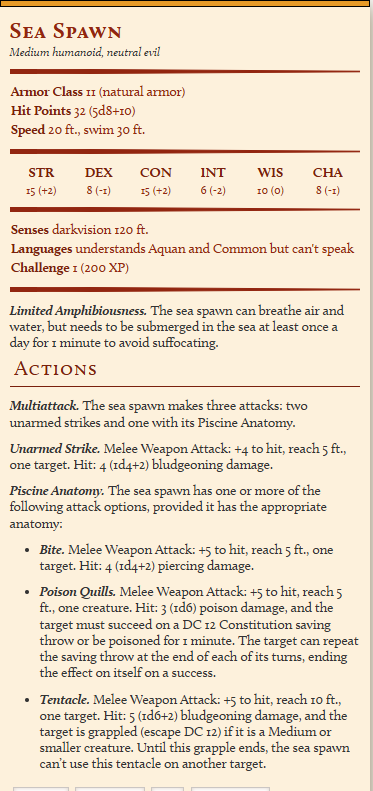 Sea Spawn
Medium humanoid, neutral evil
Armor Class 11 (natural armor)
Hit Points 32 (5d8+10)
Speed 20 ft., swim 30 ft.
STR DEX CON INT WIS CHA
15 (+2) 8 (-1) 15 (+2) 6 (-2) 10 (0) 8 (-1)
Senses darkvision 120 ft.
Languages understands Aquan and Common but can't speak
Challenge 1 (200 XP)
Limited Amphibiousness. The sea spawn can breathe air and
water, but needs to be submerged in the sea at least once a
day for 1 minute to avoid suffocating.
Actions
Multiattack. The sea spawn makes three attacks: two
unarmed strikes and one with its Piscine Anatomy.
Unarmed Strike. Melee Weapon Attack: +4 to hit, reach 5 ft.,
one target. Hit: 4 (1d4+2) bludgeoning damage.
Piscine Anatomy. The sea spawn has one or more of the
following attack options, provided it has the appropriate
anatomy:
• Bite. Melee Weapon Attack: +5 to hit, reach 5 ft., one
target. Hit: 4 (1d4+2) piercing damage.
• Poison Quills. Melee Weapon Attack: +5 to hit, reach 5
ft., one creature. Hit: 3 (1d6) poison damage, and the
target must succeed on a DC 12 Constitution saving
throw or be poisoned for 1 minute. The target can repeat
the saving throw at the end of each of its turns, ending
the effect on itself on a success.
• Tentacle. Melee Weapon Attack: +5 to hit, reach 10 ft.,
one target. Hit: 5 (1d6+2) bludgeoning damage, and the
target is grappled (escape DC 12) if it is a Medium or
smaller creature. Until this grapple ends, the sea spawn
can't use this tentacle on another target.